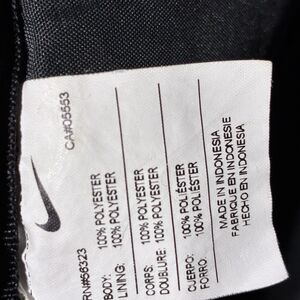 RN#56323 CA#05553
BODY: 100% POLYESTER
LINING: 100% POLYESTER
CORPS: 100% POLYESTER
DOUBLURE: 100% POLYESTER
CUERPO: 100% POLIÉSTER
FORRO: 100% POLIÉSTER
MADE IN INDONESIA
FABRIQUE EN INDONESIE
HECHO EN INDONESIA